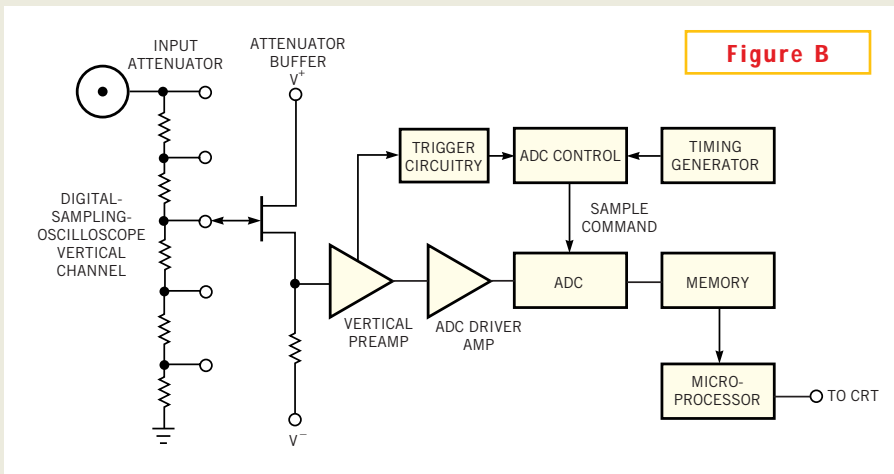 Figure B
INPUT
ATTENUATOR
ATTENUATOR
BUFFER
V+
DIGITAL-
SAMPLING-
OSCILLOSCOPE
VERTICAL
CHANNEL
TRIGGER
CIRCUITRY
ADC CONTROL
TIMING
GENERATOR
SAMPLE
COMMAND
VERTICAL
PREAMP
ADC DRIVER
AMP
ADC
MEMORY
MICRO-
PROCESSOR
TO CRT
V−